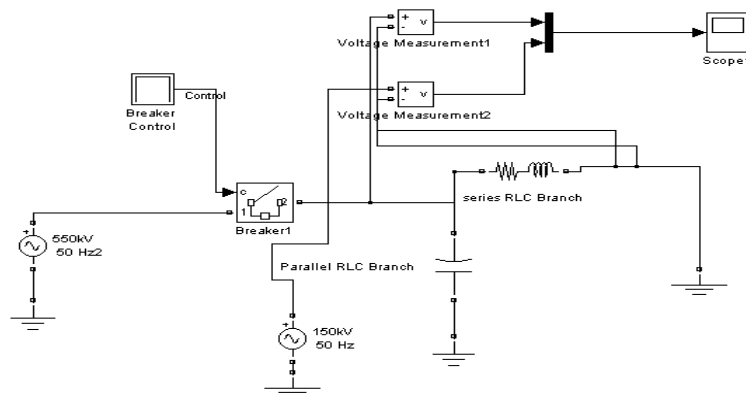 +
-
v
Voltage Measurement1
Scope
Control
Breaker
Control
+
-
v
Voltage Measurement2
c
1
2
Breaker1
series RLC Branch
+
550kV
50 Hz2
Parallel RLC Branch
+
150kV
50 Hz